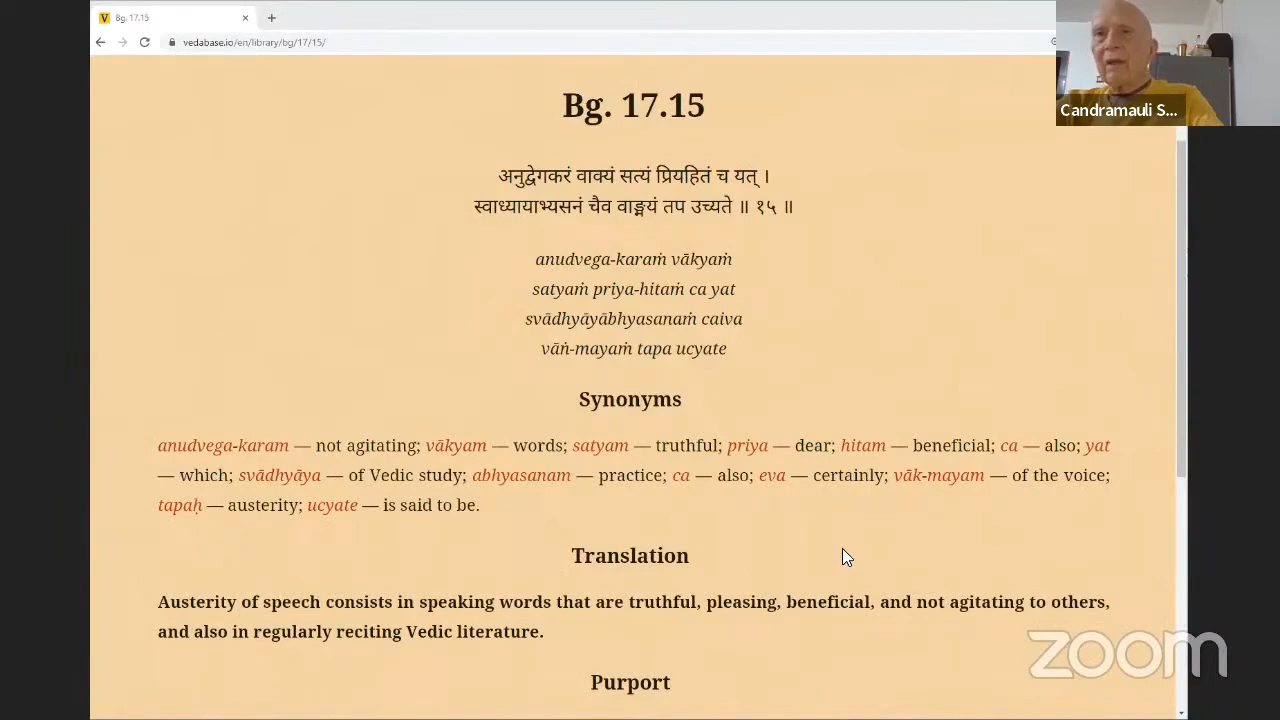 Bg. 17.15
vedabase.io/en/library/bg/17/15/
Candramauli S...
Bg. 17.15
अनुद्वेगकरं वाक्यं सत्यं प्रियहितं च यत् ।
स्वाध्यायाभ्यसनं चैव वाङ्मयं तप उच्यते ॥ १५ ॥
anudvega-karaṁ vākyaṁ
satyaṁ priya-hitaṁ ca yat
svādhyāyābhyasanaṁ caiva
vāṅ-mayaṁ tapa ucyate
Synonyms
anudvega-karam — not agitating; vākyam — words; satyam — truthful; priya — dear; hitam — beneficial; ca — also; yat
— which; svādhyāya — of Vedic study; abhyasanam — practice; ca — also; eva — certainly; vāk-mayam — of the voice;
tapaḥ — austerity; ucyate — is said to be.
Translation
Austerity of speech consists in speaking words that are truthful, pleasing, beneficial, and not agitating to others,
and also in regularly reciting Vedic literature.
zoom
Purport